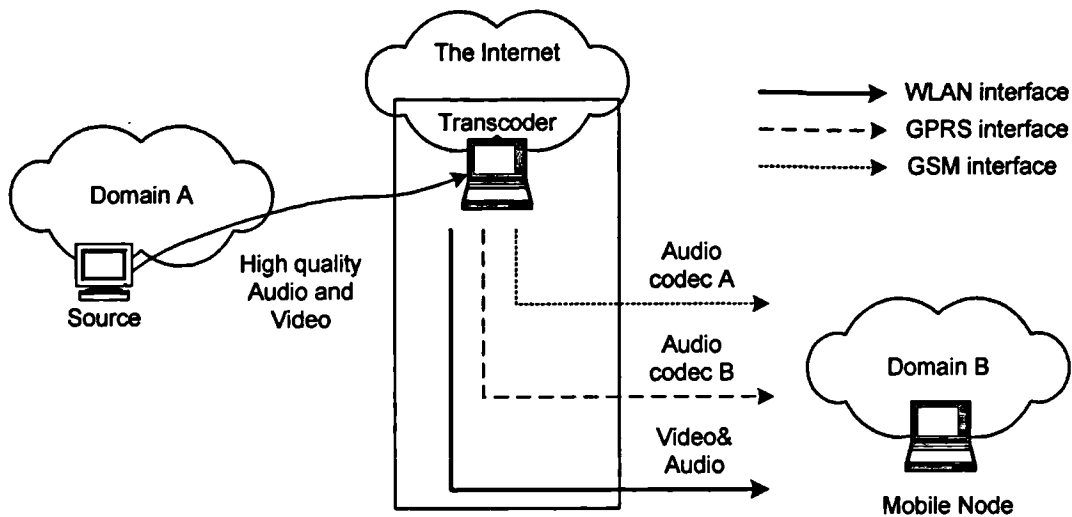 The Internet
Transcoder
WLAN interface
GPRS interface
GSM interface
Domain A
Source
High quality
Audio and
Video
Audio
codec A
Audio
codec B
Video&
Audio
Domain B
Mobile Node